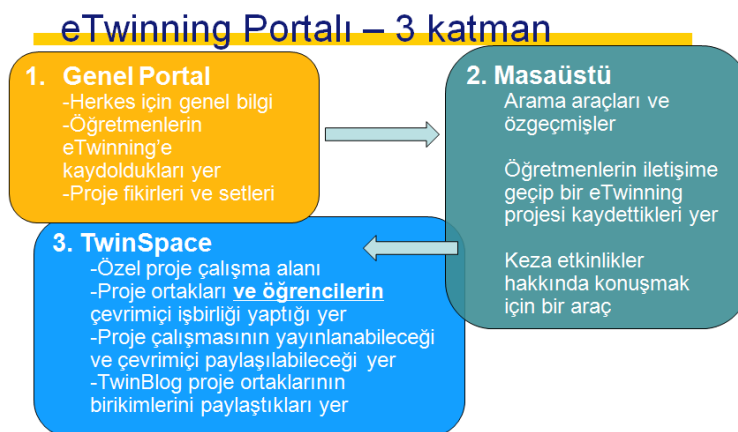 eTwinning Portalı – 3 katman
1. Genel Portal
-Herkes için genel bilgi
-Öğretmenlerin
eTwinning'e
kaydoldukları yer
-Proje fikirleri ve setleri
2. Masaüstü
Arama araçları ve
özgeçmişler
Öğretmenlerin iletişime
geçip bir eTwinning
projesi kaydettikleri yer
Keza etkinlikler
hakkında konuşmak
için bir araç
3. TwinSpace
-Özel proje çalışma alanı
-Proje ortakları ve öğrencilerin
çevrimiçi işbirliği yaptığı yer
-Proje çalışmasının yayınlanabileceği
ve çevrimiçi paylaşılabileceği yer
-TwinBlog proje ortaklarının
birikimlerini paylaştıkları yer